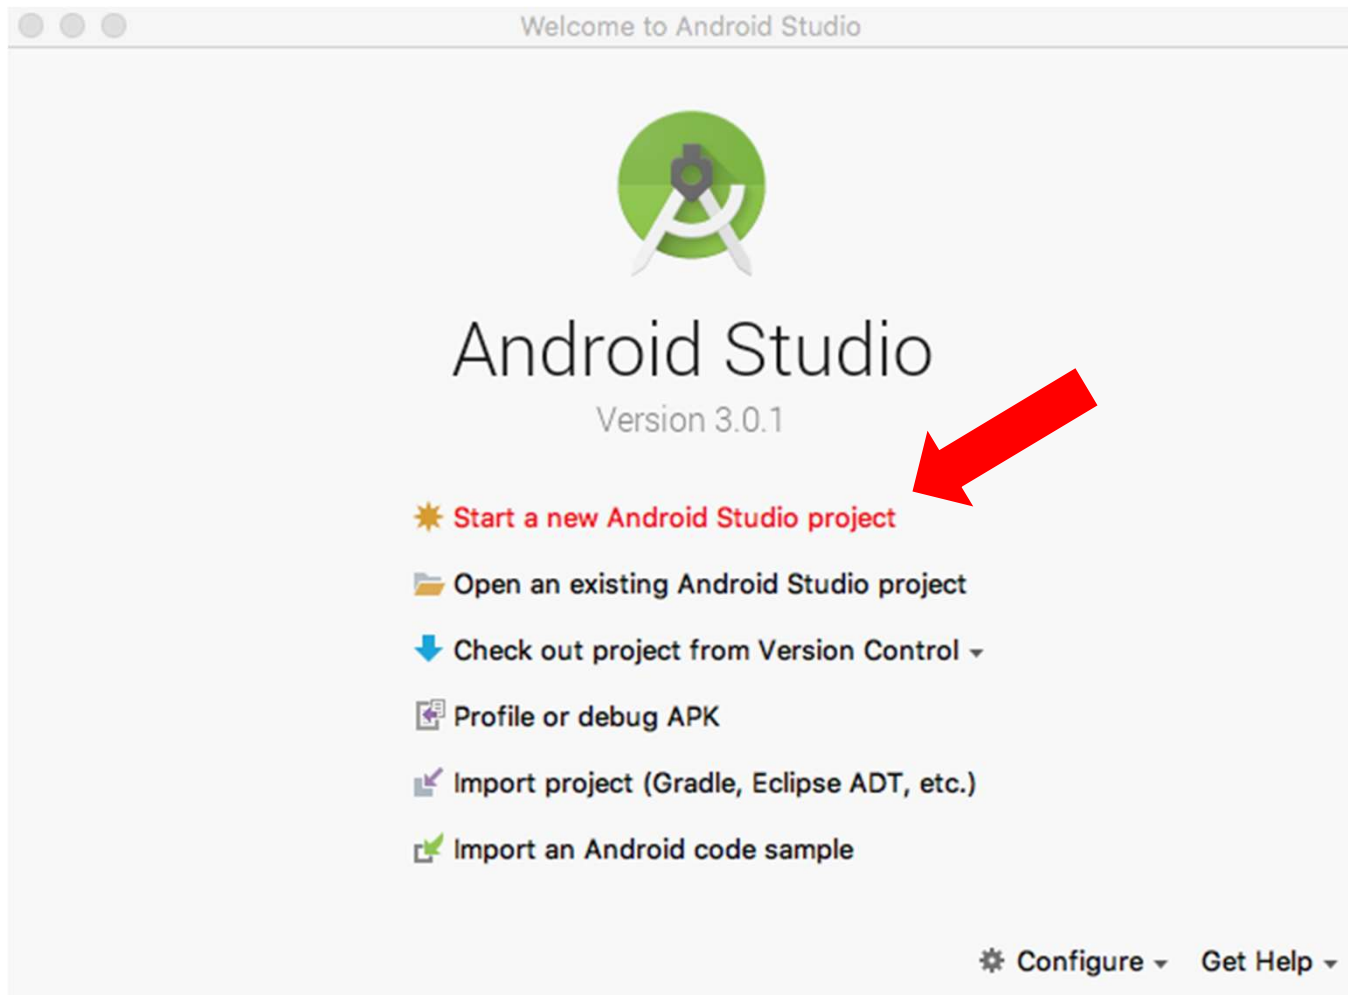 Welcome to Android Studio
Android Studio
Version 3.0.1
Start a new Android Studio project
Open an existing Android Studio project
Check out project from Version Control
Profile or debug APK
Import project (Gradle, Eclipse ADT, etc.)
Import an Android code sample
Configure Get Help